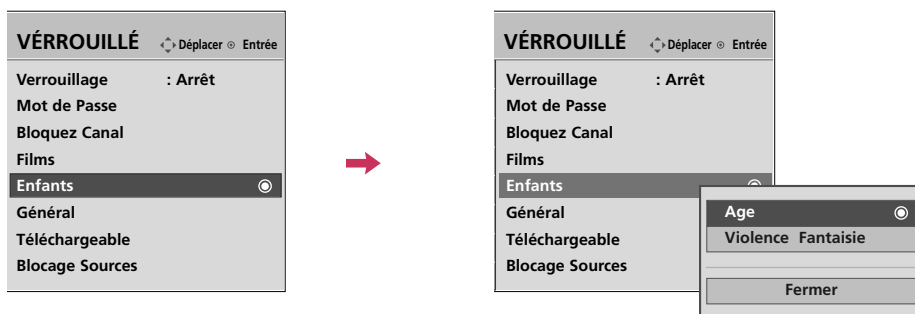 VÉRROUILLÉ Déplacer Entrée
Verrouillage : Arrêt
Mot de Passe
Bloquez Canal
Films
Enfants
Général
Téléchargeable
Blocage Sources
VÉRROUILLÉ Déplacer Entrée
Verrouillage : Arrêt
Mot de Passe
Bloquez Canal
Films
Enfants
Général
Téléchargeable
Blocage Sources
Age
Violence Fantaisie
Fermer